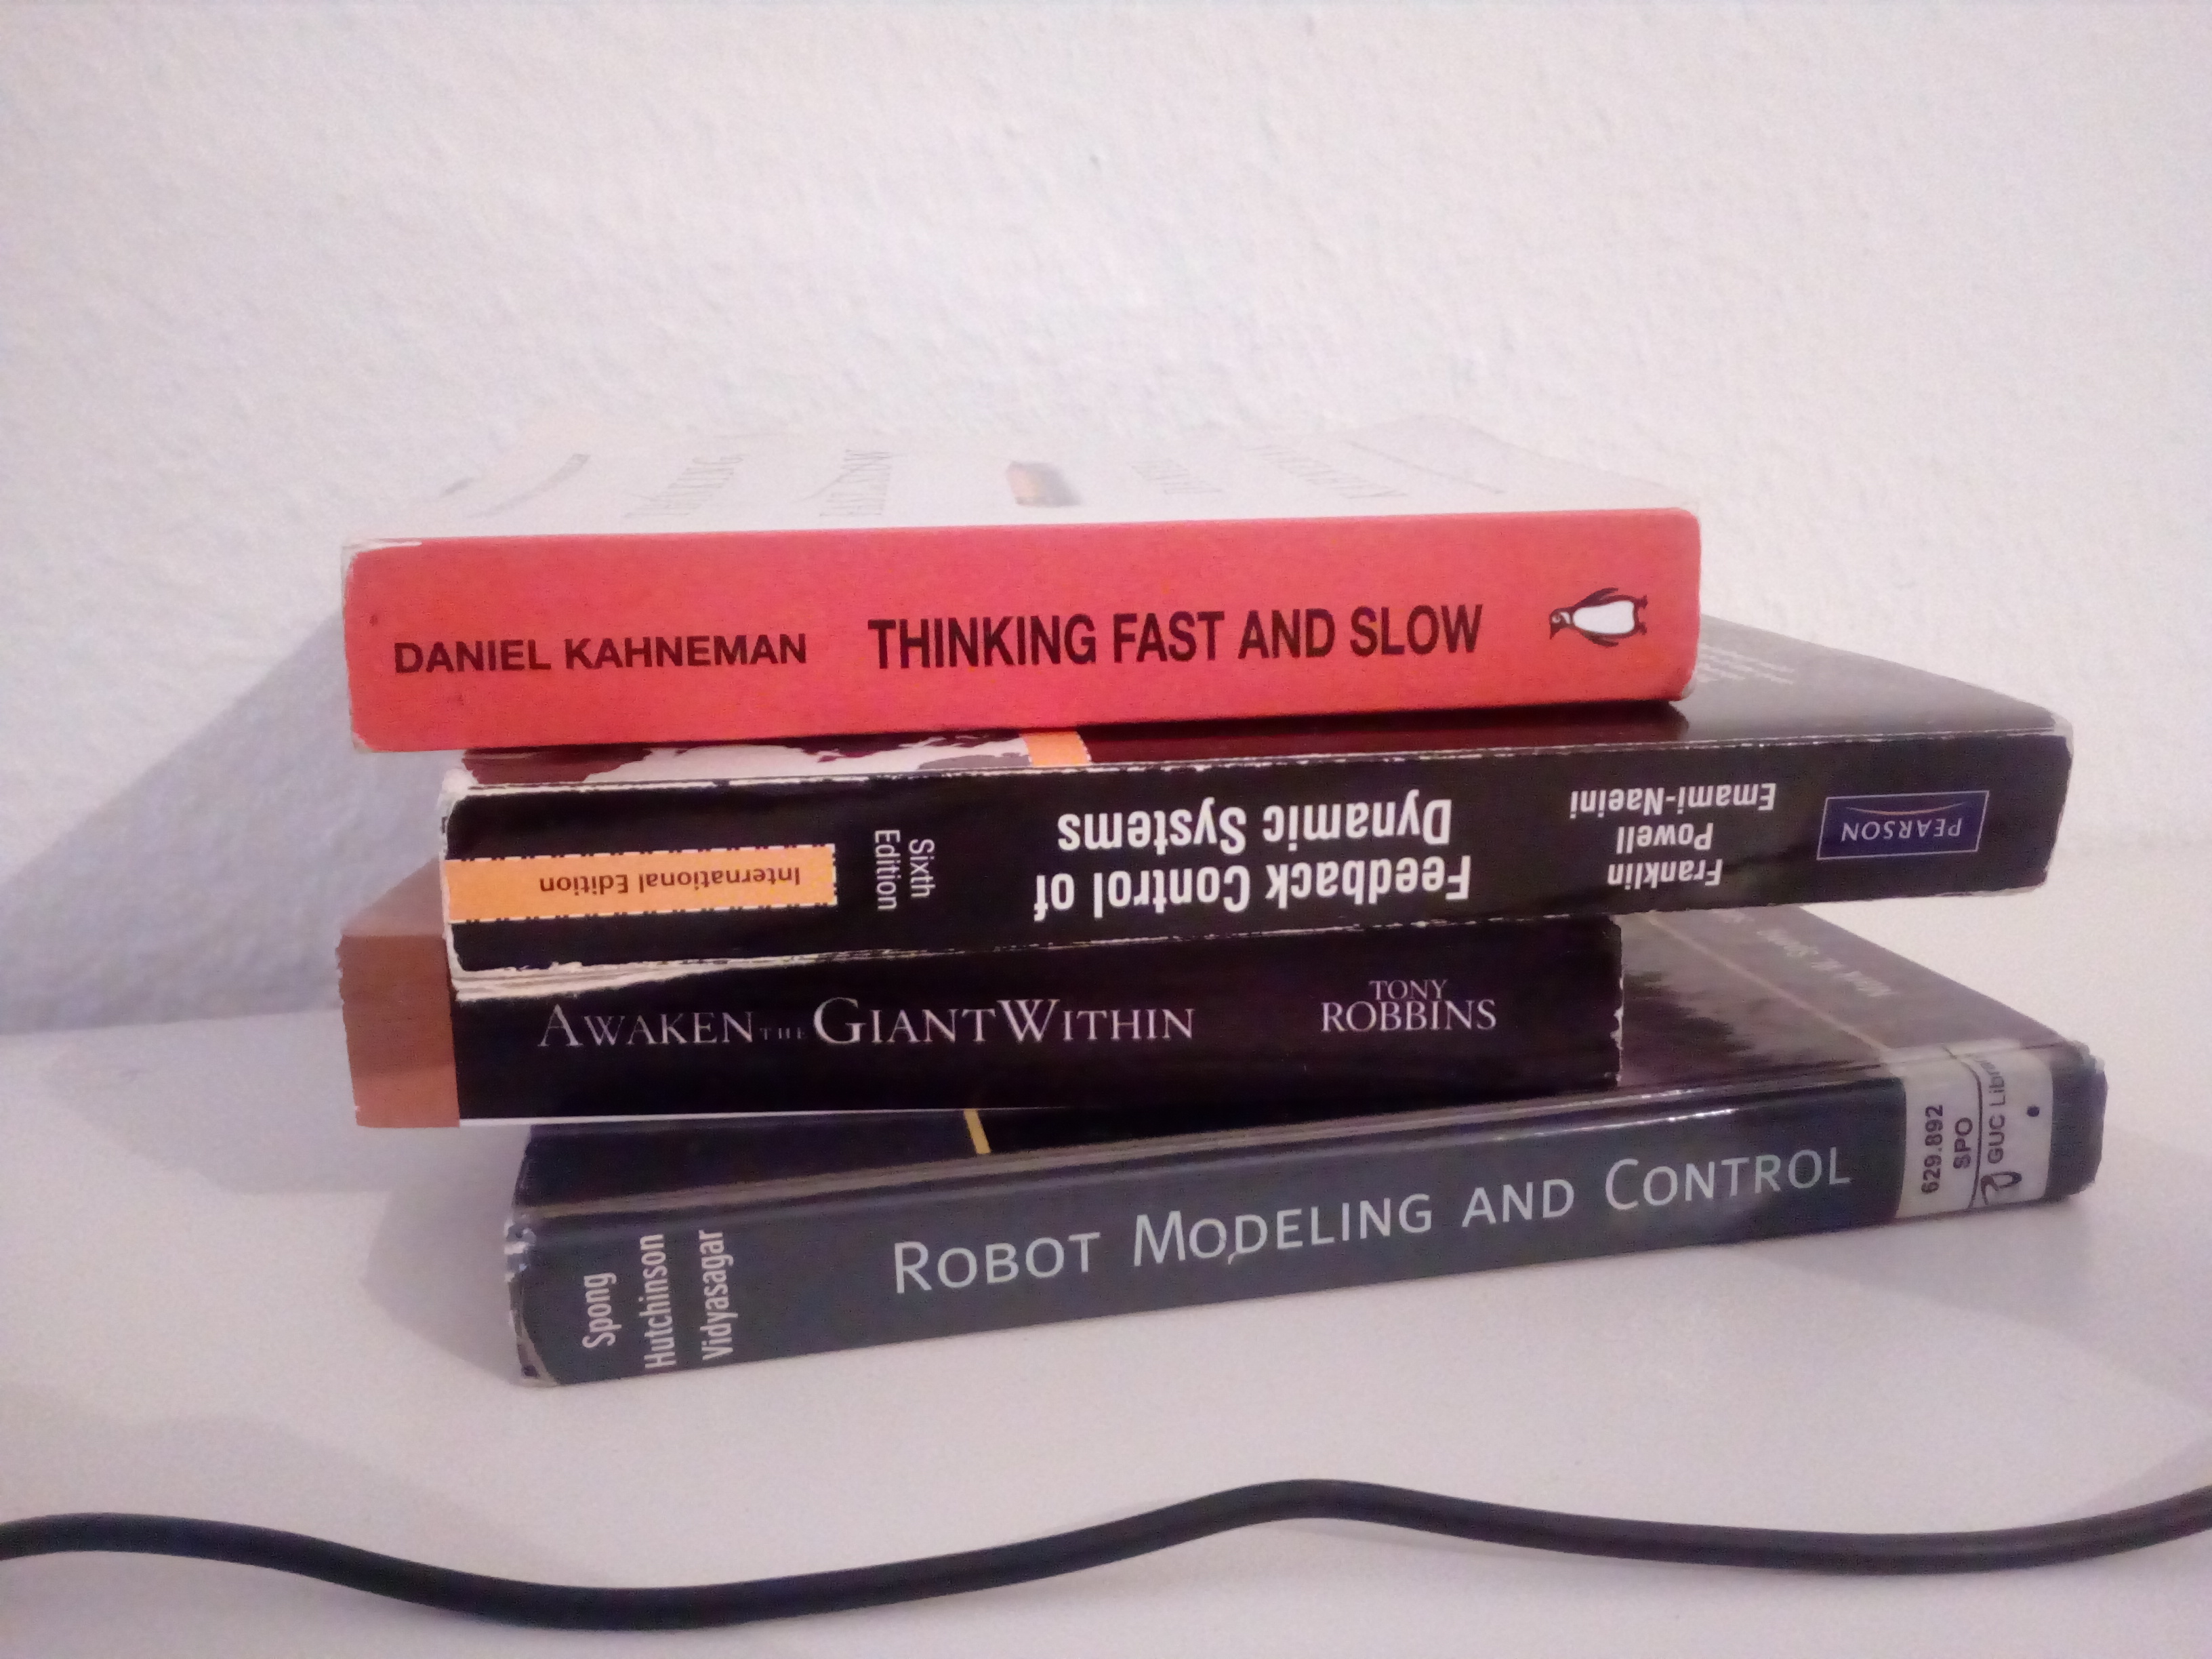 DANIEL KAHNEMAN THINKING FAST AND SLOW
International Edition
Sixth
Edition
Feedback Control of
Dynamic Systems
Franklin
Powell
Emami-Naeini
PEARSON
AWAKEN THE GIANT WITHIN
TONY
ROBBINS
Spong
Hutchinson
Vidyasagar
ROBOT MODELING AND CONTROL
629.892
SPO
GUC Libr